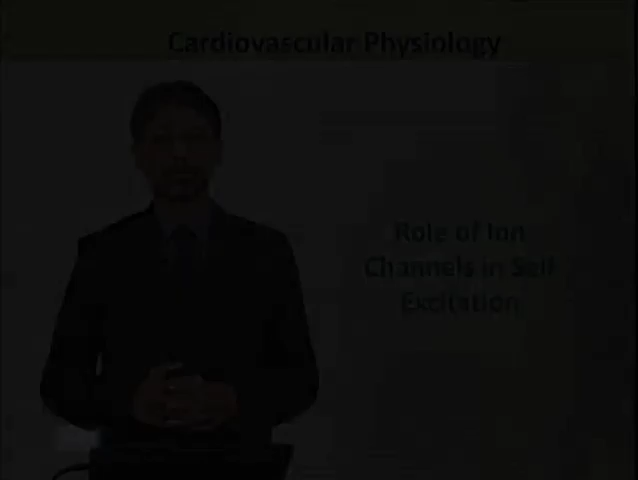 Cardiovascular Physiology
Role of Ion
Channels in Self
Excitation